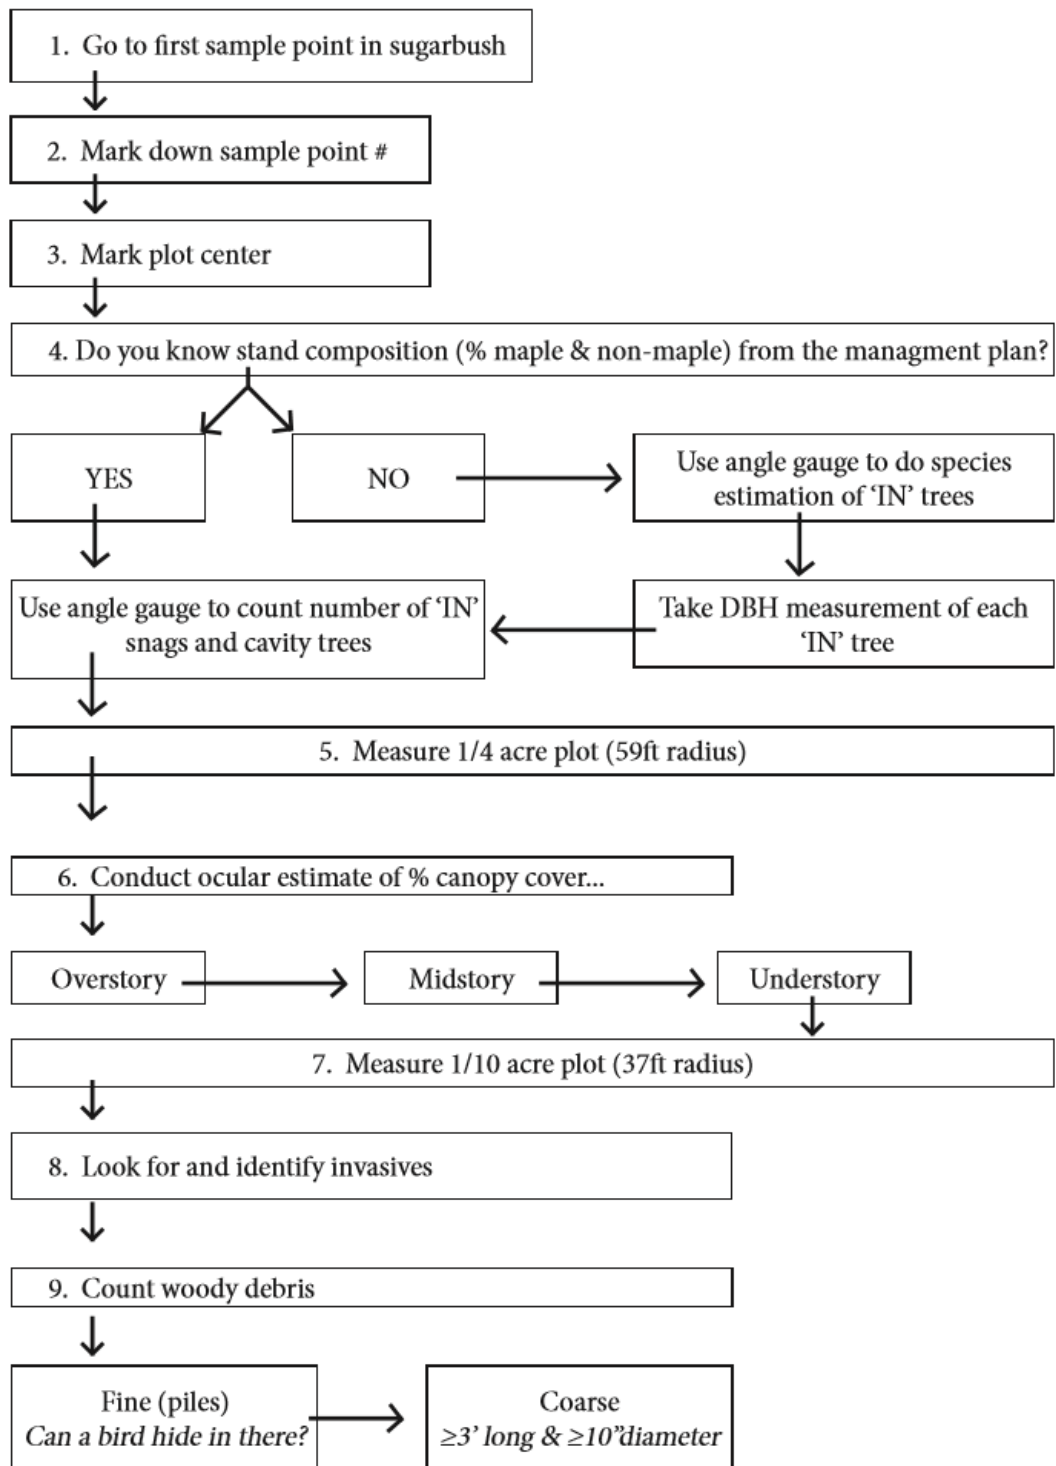 1. Go to first sample point in sugarbush
2. Mark down sample point #
3. Mark plot center
4. Do you know stand composition (% maple & non-maple) from the managment plan?
YES
NO
Use angle gauge to do species
estimation of ‘IN’ trees
Use angle gauge to count number of ‘IN’
snags and cavity trees
Take DBH measurement of each
‘IN’ tree
5. Measure 1/4 acre plot (59ft radius)
6. Conduct ocular estimate of % canopy cover...
Overstory
Midstory
Understory
7. Measure 1/10 acre plot (37ft radius)
8. Look for and identify invasives
9. Count woody debris
Fine (piles)
Can a bird hide in there?
Coarse
≥3’ long & ≥10”diameter